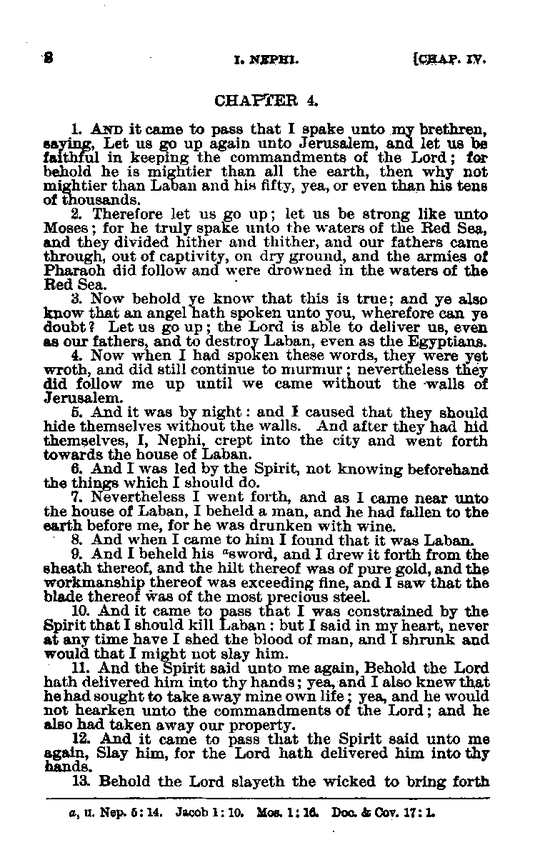 8 I. NEPHI. [CHAP. IV.
CHAPTER 4.
1. AND it came to pass that I spake unto my brethren,
saying, Let us go up again unto Jerusalem, and let us be
faithful in keeping the commandments of the Lord; for
behold he is mightier than all the earth, then why not
mightier than Laban and his fifty, yea, or even than his tens
of thousands.
2. Therefore let us go up; let us be strong like unto
Moses; for he truly spake unto the waters of the Red Sea,
and they divided hither and thither, and our fathers came
through, out of captivity, on dry ground, and the armies of
Pharaoh did follow and were drowned in the waters of the
Red Sea.
3. Now behold ye know that this is true; and ye also
know that an angel hath spoken unto you, wherefore can ye
doubt? Let us go up; the Lord is able to deliver us, even
as our fathers, and to destroy Laban, even as the Egyptians.
4. Now when I had spoken these words, they were yet
wroth, and did still continue to murmur; nevertheless they
did follow me up until we came without the walls of
Jerusalem.
5. And it was by night: and I caused that they should
hide themselves without the walls. And after they had hid
themselves, I, Nephi, crept into the city and went forth
towards the house of Laban.
6. And I was led by the Spirit, not knowing beforehand
the things which I should do.
7. Nevertheless I went forth, and as I came near unto
the house of Laban, I beheld a man, and he had fallen to the
earth before me, for he was drunken with wine.
8. And when I came to him I found that it was Laban.
9. And I beheld his ᵃsword, and I drew it forth from the
sheath thereof, and the hilt thereof was of pure gold, and the
workmanship thereof was exceeding fine, and I saw that the
blade thereof was of the most precious steel.
10. And it came to pass that I was constrained by the
Spirit that I should kill Laban: but I said in my heart, never
at any time have I shed the blood of man, and I shrunk and
would that I might not slay him.
11. And the Spirit said unto me again, Behold the Lord
hath delivered him into thy hands; yea, and I also knew that
he had sought to take away mine own life; yea, and he would
not hearken unto the commandments of the Lord; and he
also had taken away our property.
12. And it came to pass that the Spirit said unto me
again, Slay him, for the Lord hath delivered him into thy
hands.
13. Behold the Lord slayeth the wicked to bring forth
a, II. Nep. 5:14. Jacob 1:10. Mos. 1:16. Doc. & Cov. 17:1.